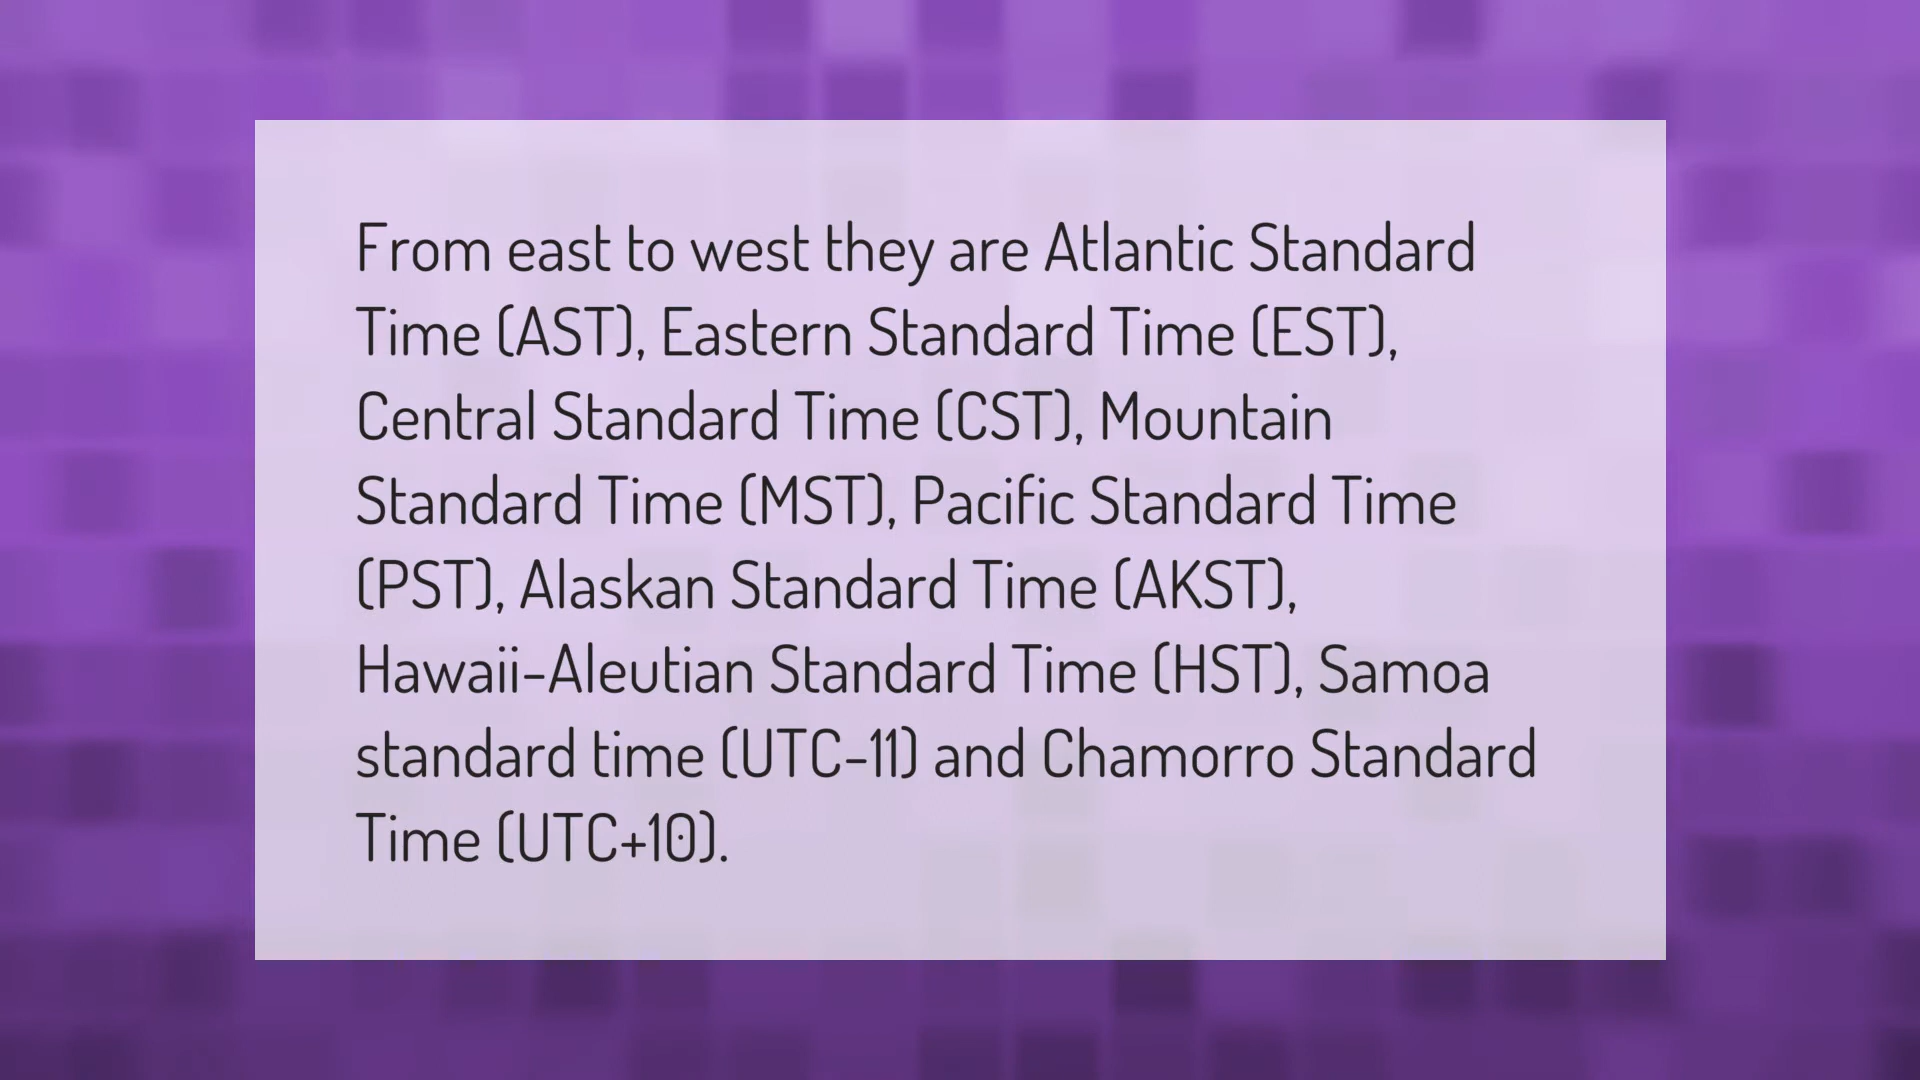 From east to west they are Atlantic Standard
Time (AST), Eastern Standard Time (EST),
Central Standard Time (CST), Mountain
Standard Time (MST), Pacific Standard Time
(PST), Alaskan Standard Time (AKST),
Hawaii-Aleutian Standard Time (HST), Samoa
standard time (UTC-11) and Chamorro Standard
Time (UTC+10).